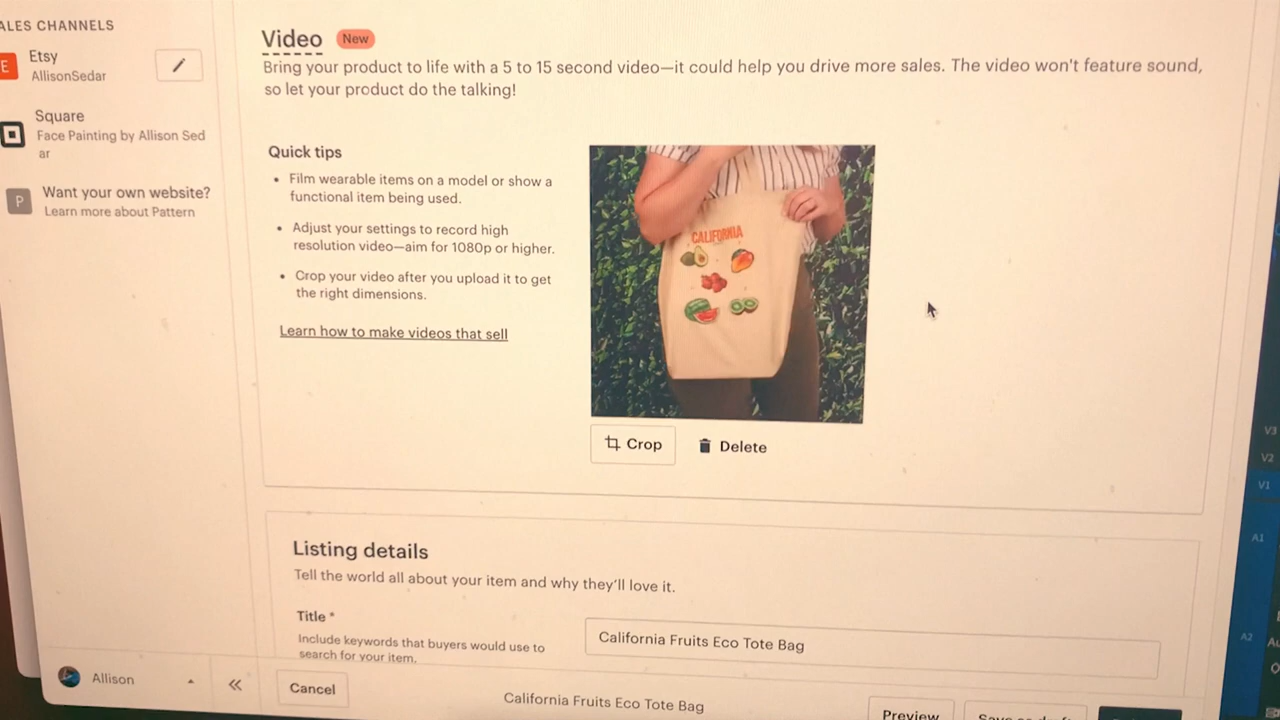 ALES CHANNELS
E
Etsy
AllisonSedar
Square
Face Painting by Allison Sed
ar
P
Want your own website?
Learn more about Pattern
Allison
Video New
Bring your product to life with a 5 to 15 second video—it could help you drive more sales. The video won't feature sound,
so let your product do the talking!
Quick tips
• Film wearable items on a model or show a
functional item being used.
• Adjust your settings to record high
resolution video—aim for 1080p or higher.
• Crop your video after you upload it to get
the right dimensions.
Learn how to make videos that sell
CALIFORNIA
Crop
Delete
Listing details
Tell the world all about your item and why they'll love it.
Title *
Include keywords that buyers would use to
search for your item.
California Fruits Eco Tote Bag
Cancel
California Fruits Eco Tote Bag
Preview
Save as draft
V3
V2
V1
A1
A2